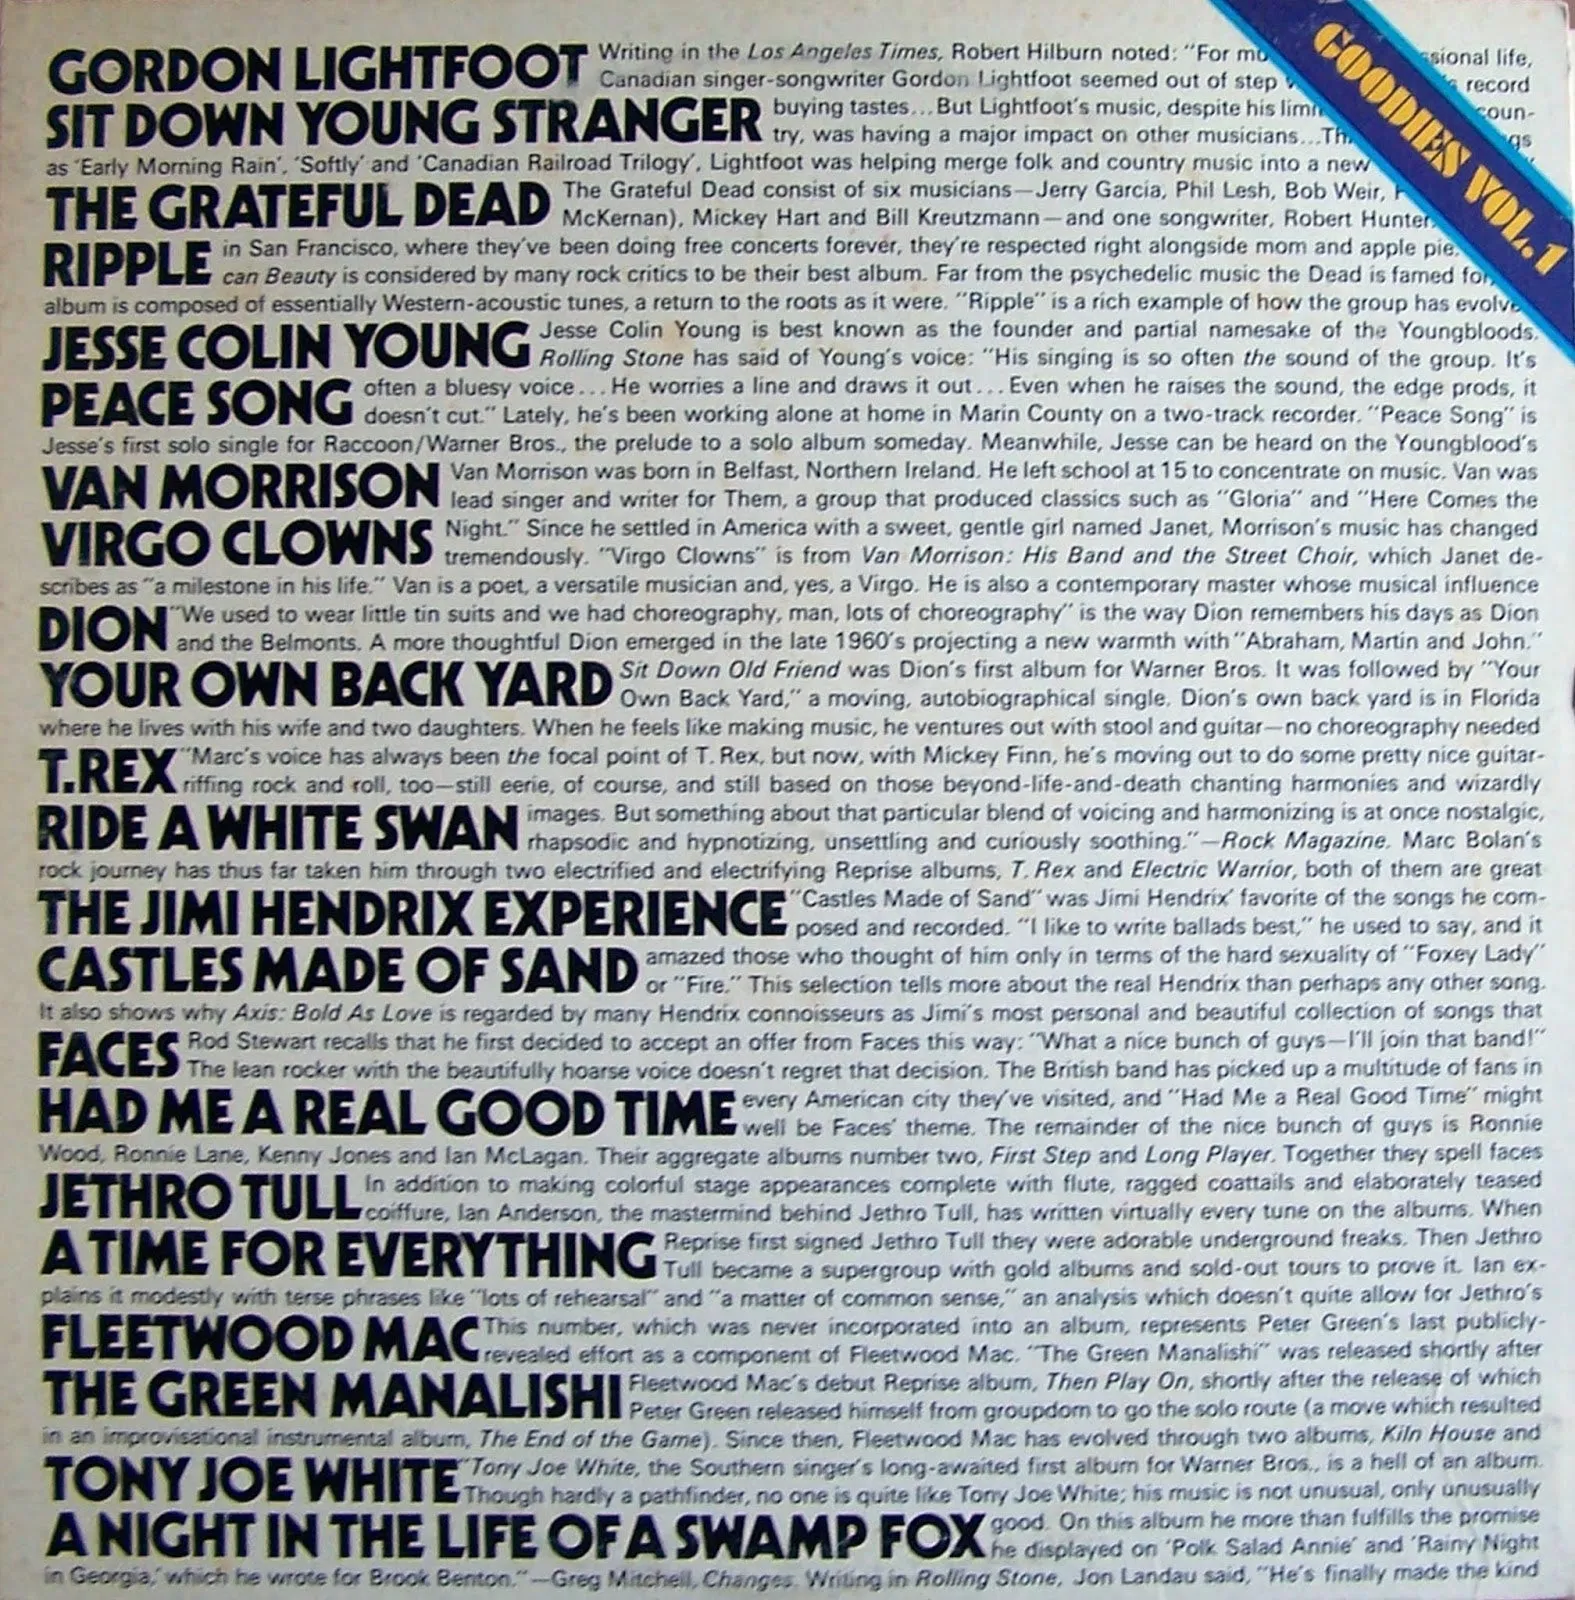 GOODIES VOL.1
GORDON LIGHTFOOT
Writing in the Los Angeles Times, Robert Hilburn noted: "For sional life,
Canadian singer-songwriter Gordon Lightfoot seemed out of step record
SIT DOWN YOUNG STRANGER
buying tastes...But Lightfoot's music, despite his coun-
try, was having a major impact on other musicians...
as 'Early Morning Rain', 'Softly' and 'Canadian Railroad Trilogy', Lightfoot was helping merge folk and country music into a new
THE GRATEFUL DEAD
The Grateful Dead consist of six musicians—Jerry Garcia, Phil Lesh, Bob Weir,
McKernan), Mickey Hart and Bill Kreutzmann—and one songwriter, Robert Hunter.
RIPPLE
in San Francisco, where they've been doing free concerts forever, they're respected right alongside mom and apple pie.
can Beauty is considered by many rock critics to be their best album. Far from the psychedelic music the Dead is famed for,
album is composed of essentially Western-acoustic tunes, a return to the roots as it were. "Ripple" is a rich example of how the group has evolve
JESSE COLIN YOUNG
Jesse Colin Young is best known as the founder and partial namesake of the Youngbloods.
Rolling Stone has said of Young's voice: "His singing is so often the sound of the group. It's
PEACE SONG
often a bluesy voice...He worries a line and draws it out...Even when he raises the sound, the edge prods, it
doesn't cut." Lately, he's been working alone at home in Marin County on a two-track recorder. "Peace Song" is
Jesse's first solo single for Raccoon/Warner Bros., the prelude to a solo album someday. Meanwhile, Jesse can be heard on the Youngblood's
VAN MORRISON
Van Morrison was born in Belfast, Northern Ireland. He left school at 15 to concentrate on music. Van was
lead singer and writer for Them, a group that produced classics such as "Gloria" and "Here Comes the
VIRGO CLOWNS
Night." Since he settled in America with a sweet, gentle girl named Janet, Morrison's music has changed
tremendously. "Virgo Clowns" is from Van Morrison: His Band and the Street Choir, which Janet de-
scribes as "a milestone in his life." Van is a poet, a versatile musician and, yes, a Virgo. He is also a contemporary master whose musical influence
DION
"We used to wear little tin suits and we had choreography, man, lots of choreography" is the way Dion remembers his days as Dion
and the Belmonts. A more thoughtful Dion emerged in the late 1960's projecting a new warmth with "Abraham, Martin and John."
YOUR OWN BACK YARD
Sit Down Old Friend was Dion's first album for Warner Bros. It was followed by "Your
Own Back Yard," a moving, autobiographical single. Dion's own back yard is in Florida
where he lives with his wife and two daughters. When he feels like making music, he ventures out with stool and guitar—no choreography needed
T.REX
"Marc's voice has always been the focal point of T. Rex, but now, with Mickey Finn, he's moving out to do some pretty nice guitar-
riffing rock and roll, too—still eerie, of course, and still based on those beyond-life-and-death chanting harmonies and wizardly
RIDE A WHITE SWAN
images. But something about that particular blend of voicing and harmonizing is at once nostalgic,
rhapsodic and hypnotizing, unsettling and curiously soothing."—Rock Magazine. Marc Bolan's
rock journey has thus far taken him through two electrified and electrifying Reprise albums, T. Rex and Electric Warrior, both of them are great
THE JIMI HENDRIX EXPERIENCE
"Castles Made of Sand" was Jimi Hendrix' favorite of the songs he com-
posed and recorded. "I like to write ballads best," he used to say, and it
CASTLES MADE OF SAND
amazed those who thought of him only in terms of the hard sexuality of "Foxey Lady"
or "Fire." This selection tells more about the real Hendrix than perhaps any other song.
It also shows why Axis: Bold As Love is regarded by many Hendrix connoisseurs as Jimi's most personal and beautiful collection of songs that
FACES
Rod Stewart recalls that he first decided to accept an offer from Faces this way: "What a nice bunch of guys—I'll join that band!"
The lean rocker with the beautifully hoarse voice doesn't regret that decision. The British band has picked up a multitude of fans in
HAD ME A REAL GOOD TIME
every American city they've visited, and "Had Me a Real Good Time" might
well be Faces' theme. The remainder of the nice bunch of guys is Ronnie
Wood, Ronnie Lane, Kenny Jones and Ian McLagan. Their aggregate albums number two, First Step and Long Player. Together they spell faces
JETHRO TULL
In addition to making colorful stage appearances complete with flute, ragged coattails and elaborately teased
coiffure, Ian Anderson, the mastermind behind Jethro Tull, has written virtually every tune on the albums. When
A TIME FOR EVERYTHING
Reprise first signed Jethro Tull they were adorable underground freaks. Then Jethro
Tull became a supergroup with gold albums and sold-out tours to prove it. Ian ex-
plains it modestly with terse phrases like "lots of rehearsal" and "a matter of common sense," an analysis which doesn't quite allow for Jethro's
FLEETWOOD MAC
This number, which was never incorporated into an album, represents Peter Green's last publicly-
revealed effort as a component of Fleetwood Mac. "The Green Manalishi" was released shortly after
THE GREEN MANALISHI
Fleetwood Mac's debut Reprise album, Then Play On, shortly after the release of which
Peter Green released himself from groupdom to go the solo route (a move which resulted
in an improvisational instrumental album, The End of the Game). Since then, Fleetwood Mac has evolved through two albums, Kiln House and
TONY JOE WHITE
"Tony Joe White, the Southern singer's long-awaited first album for Warner Bros., is a hell of an album.
Though hardly a pathfinder, no one is quite like Tony Joe White; his music is not unusual, only unusually
A NIGHT IN THE LIFE OF A SWAMP FOX
good. On this album he more than fulfills the promise
he displayed on 'Polk Salad Annie' and 'Rainy Night
in Georgia,' which he wrote for Brook Benton."—Greg Mitchell, Changes. Writing in Rolling Stone, Jon Landau said, "He's finally made the kind